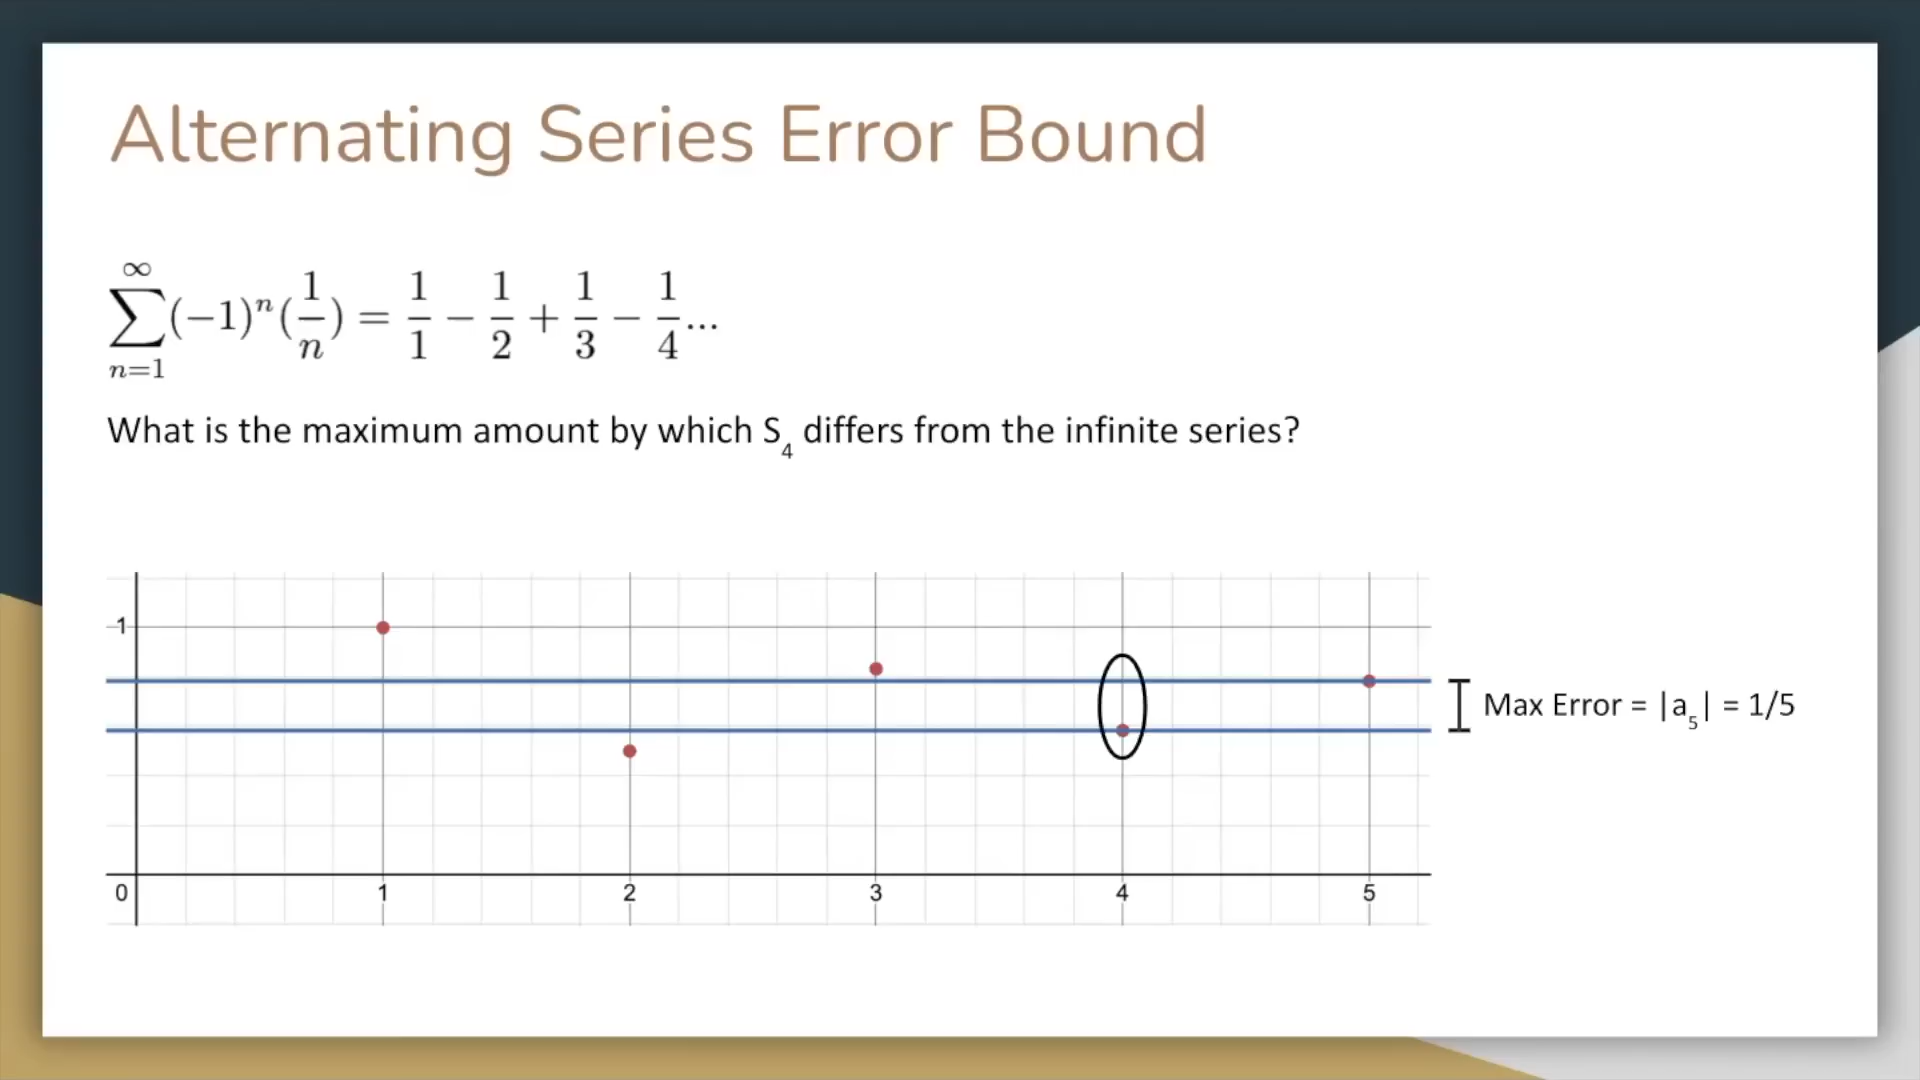 Alternating Series Error Bound
∑_{n=1}^{∞} (−1)^n (1/n) = 1/1 − 1/2 + 1/3 − 1/4 ...
What is the maximum amount by which S₄ differs from the infinite series?
1
Max Error = |a₅| = 1/5
0 1 2 3 4 5